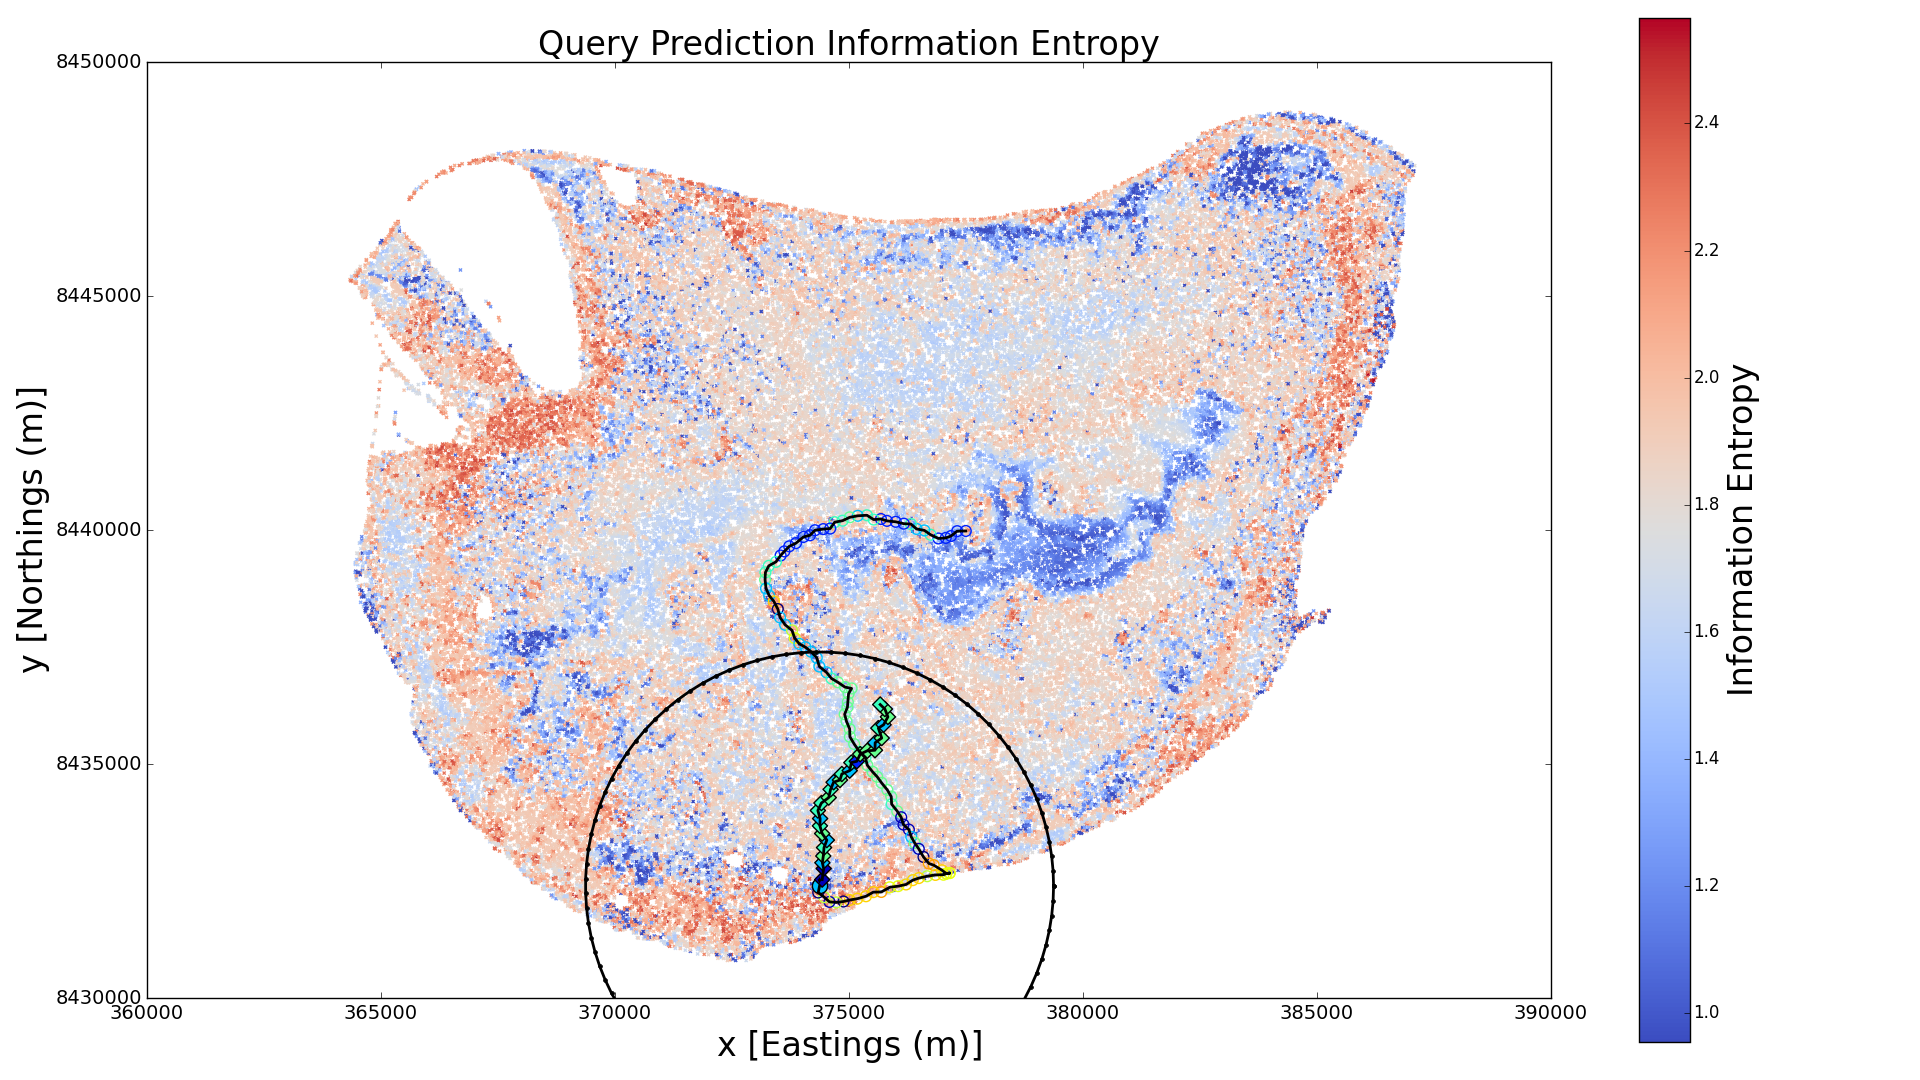 Query Prediction Information Entropy
8450000
8445000
8440000
8435000
8430000
y [Northings (m)]
360000 365000 370000 375000 380000 385000 390000
x [Eastings (m)]
2.4
2.2
2.0
1.8
1.6
1.4
1.2
1.0
Information Entropy